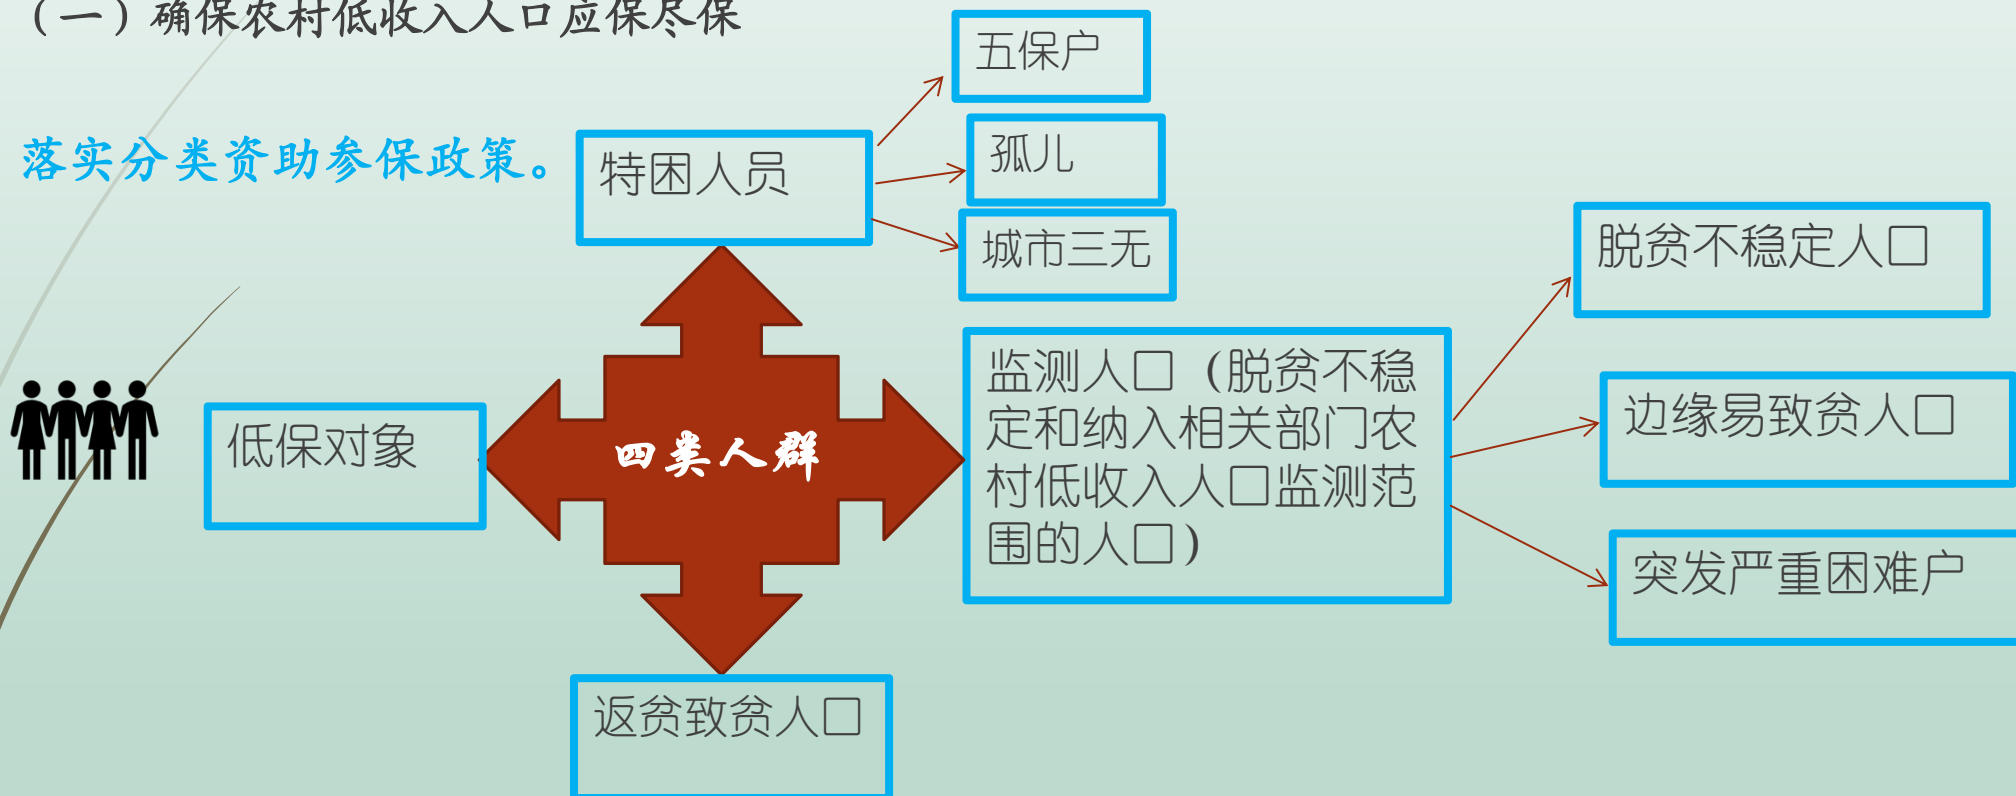 （一）确保农村低收入人口应保尽保
落实分类资助参保政策。
特困人员
五保户
孤儿
城市三无
四类人群
低保对象
监测人口（脱贫不稳
定和纳入相关部门农
村低收入人口监测范
围的人口）
脱贫不稳定人口
边缘易致贫人口
突发严重困难户
返贫致贫人口